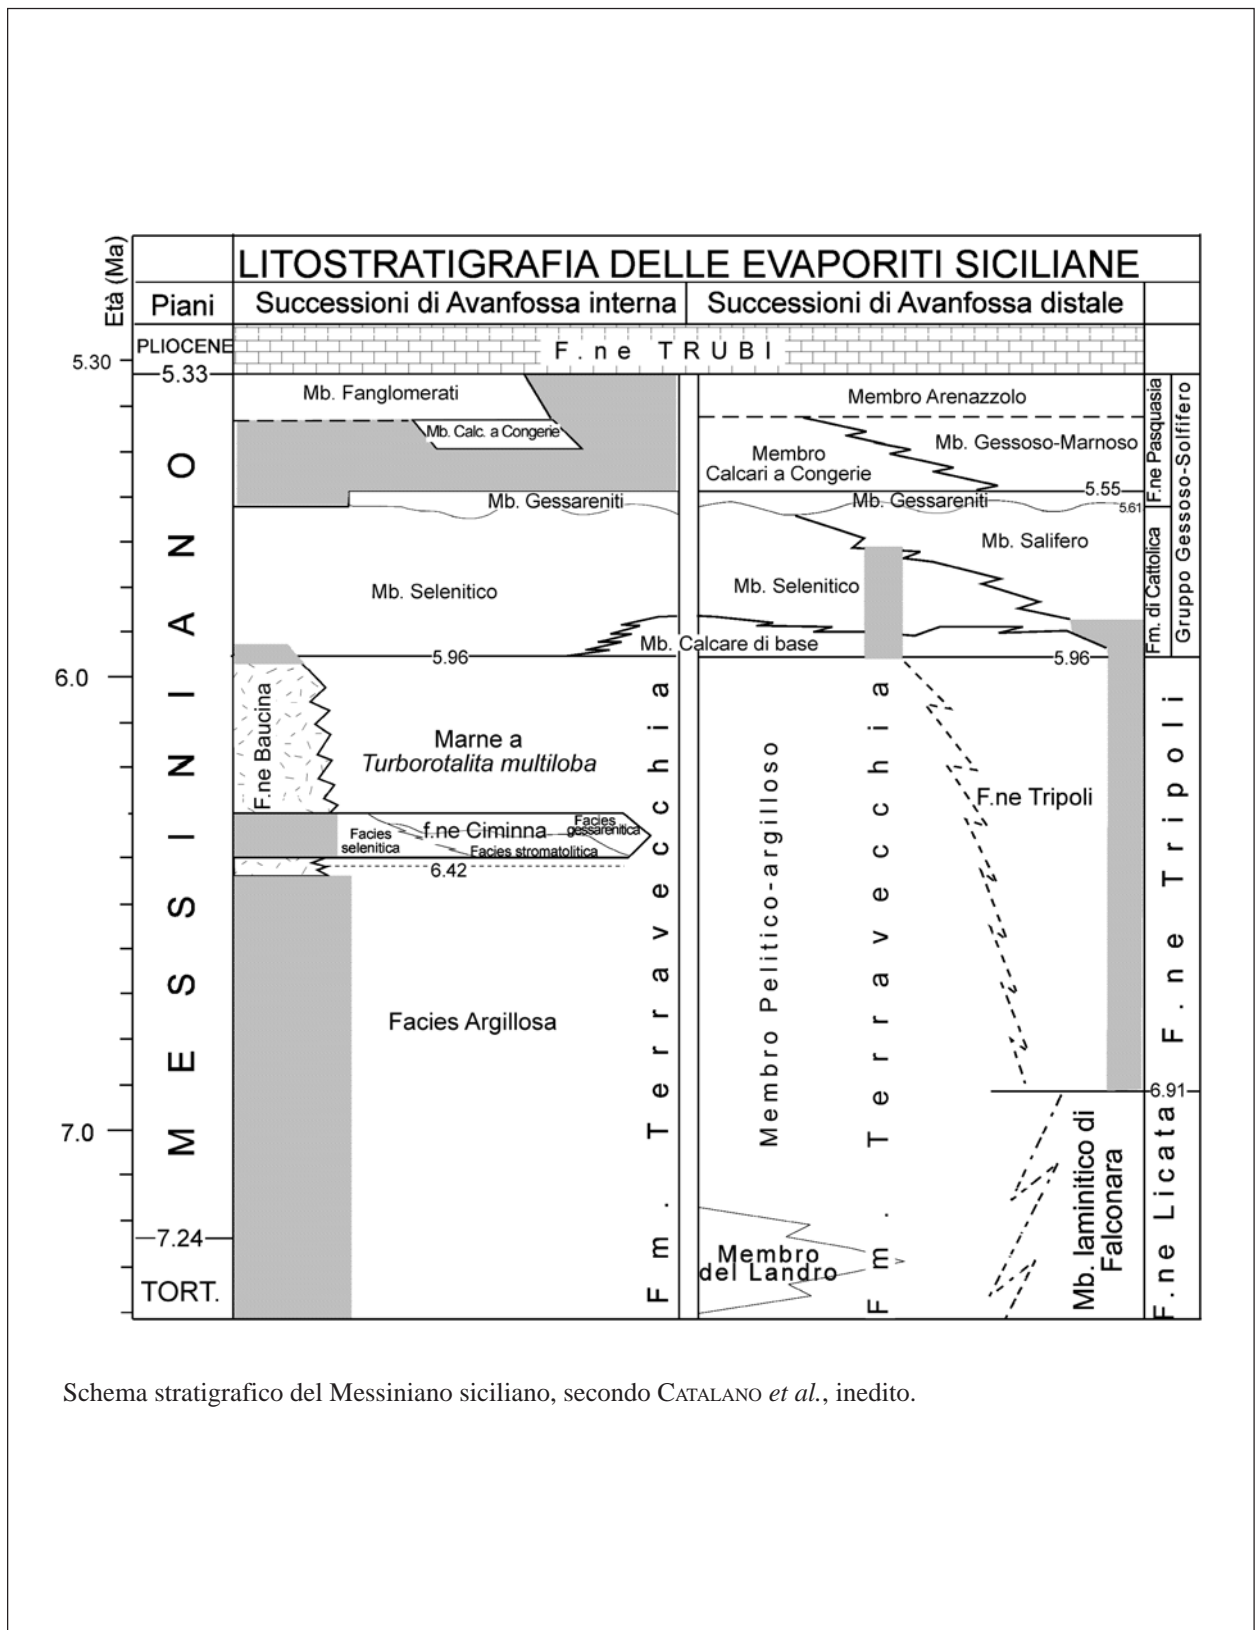 LITOSTRATIGRAFIA DELLE EVAPORITI SICILIANE
Età (Ma)
Piani
Successioni di Avanfossa interna
Successioni di Avanfossa distale
PLIOCENE
F.ne TRUBI
5.30
5.33
Mb. Fanglomerati
Mb. Calc. a Congerie
Membro Arenazzolo
Membro
Calcari a Congerie
Mb. Gessoso-Marnoso
5.55
F.ne Pasquasia
Mb. Gessareniti
Mb. Gessareniti
5.61
Mb. Salifero
Mb. Selenitico
Mb. Selenitico
Mb. Calcare di base
5.96
5.96
Fm. di Cattolica
Gruppo Gessoso-Solfifero
6.0
MESSINIANO
F.ne Baucina
Marne a
Turborotalita multiloba
Facies
selenitica
f.ne Ciminna
Facies
gessarenitica
Facies stromatolitica
6.42
Facies Argillosa
Fm. Terravecchia
Membro Pelitico-argilloso
Fm. Terravecchia
F.ne Tripoli
F.ne Tripoli
6.91
7.0
Membro
del Landro
Mb. laminitico di
Falconara
F.ne Licata
7.24
TORT.
Schema stratigrafico del Messiniano siciliano, secondo CATALANO et al., inedito.